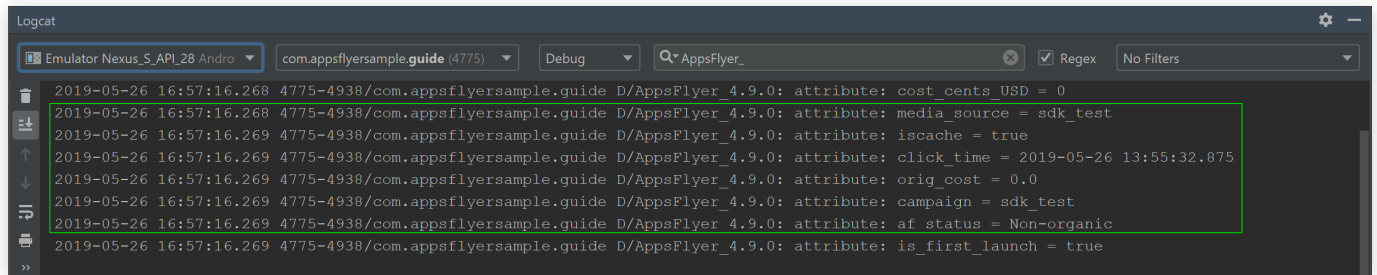 Logcat
Emulator Nexus_S_API_28 Andro com.appsflyersample.guide (4775) Debug AppsFlyer_ Regex No Filters
2019-05-26 16:57:16.268 4775-4938/com.appsflyersample.guide D/AppsFlyer_4.9.0: attribute: cost_cents_USD = 0
2019-05-26 16:57:16.268 4775-4938/com.appsflyersample.guide D/AppsFlyer_4.9.0: attribute: media_source = sdk_test
2019-05-26 16:57:16.269 4775-4938/com.appsflyersample.guide D/AppsFlyer_4.9.0: attribute: iscache = true
2019-05-26 16:57:16.269 4775-4938/com.appsflyersample.guide D/AppsFlyer_4.9.0: attribute: click_time = 2019-05-26 13:55:32.875
2019-05-26 16:57:16.269 4775-4938/com.appsflyersample.guide D/AppsFlyer_4.9.0: attribute: orig_cost = 0.0
2019-05-26 16:57:16.269 4775-4938/com.appsflyersample.guide D/AppsFlyer_4.9.0: attribute: campaign = sdk_test
2019-05-26 16:57:16.269 4775-4938/com.appsflyersample.guide D/AppsFlyer_4.9.0: attribute: af_status = Non-organic
2019-05-26 16:57:16.269 4775-4938/com.appsflyersample.guide D/AppsFlyer_4.9.0: attribute: is_first_launch = true